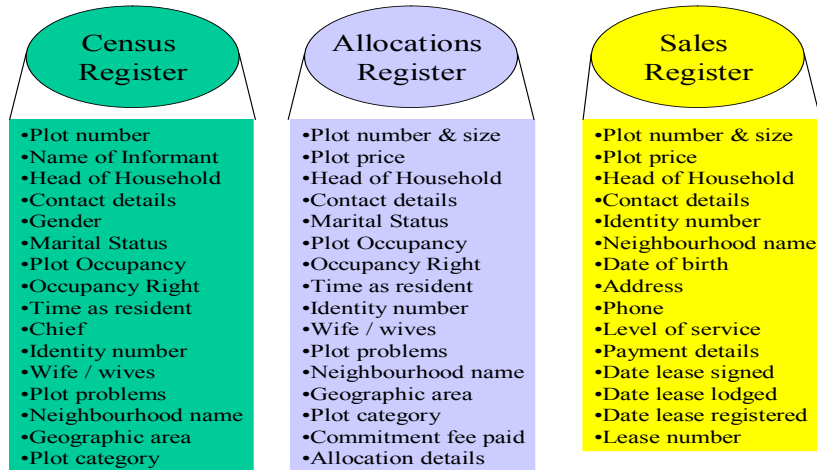 Census
Register
•Plot number
•Name of Informant
•Head of Household
•Contact details
•Gender
•Marital Status
•Plot Occupancy
•Occupancy Right
•Time as resident
•Chief
•Identity number
•Wife / wives
•Plot problems
•Neighbourhood name
•Geographic area
•Plot category
Allocations
Register
•Plot number & size
•Plot price
•Head of Household
•Contact details
•Marital Status
•Plot Occupancy
•Occupancy Right
•Time as resident
•Identity number
•Wife / wives
•Plot problems
•Neighbourhood name
•Geographic area
•Plot category
•Commitment fee paid
•Allocation details
Sales
Register
•Plot number & size
•Plot price
•Head of Household
•Contact details
•Identity number
•Neighbourhood name
•Date of birth
•Address
•Phone
•Level of service
•Payment details
•Date lease signed
•Date lease lodged
•Date lease registered
•Lease number